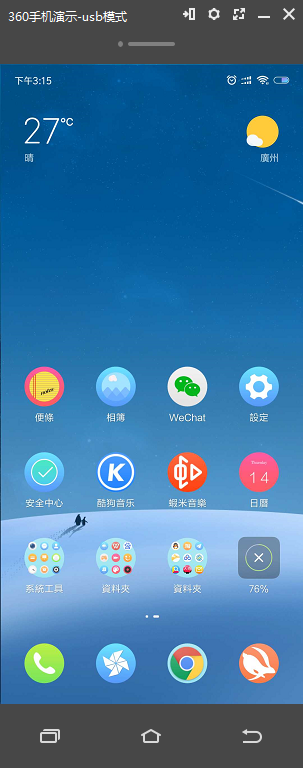 360手机演示-usb模式
下午3:15
27°C
晴
廣州
便條
相簿
WeChat
設定
安全中心
酷狗音乐
蝦米音樂
14
日曆
系統工具
資料夾
資料夾
76%